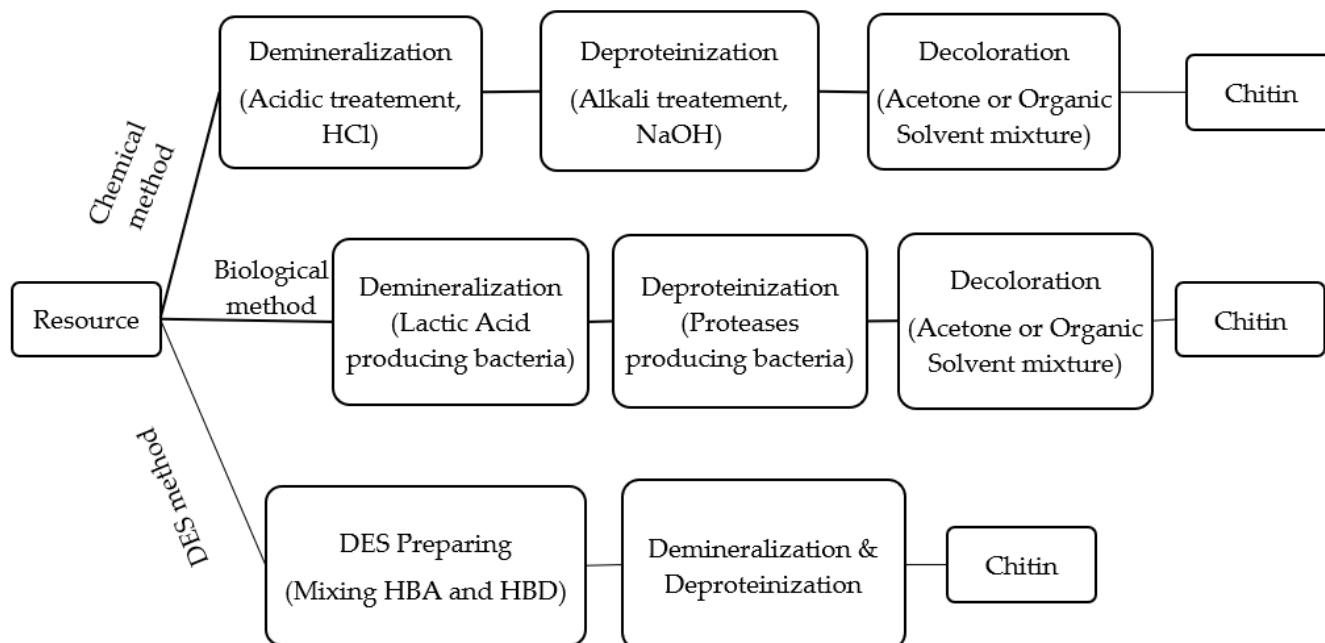 Demineralization
(Acidic treatement,
HCl)
Deproteinization
(Alkali treatement,
NaOH)
Decoloration
(Acetone or Organic
Solvent mixture)
Chitin
Chemical
method
Resource
Biological
method
Demineralization
(Lactic Acid
producing bacteria)
Deproteinization
(Proteases
producing bacteria)
Decoloration
(Acetone or Organic
Solvent mixture)
Chitin
DES method
DES Preparing
(Mixing HBA and HBD)
Demineralization &
Deproteinization
Chitin